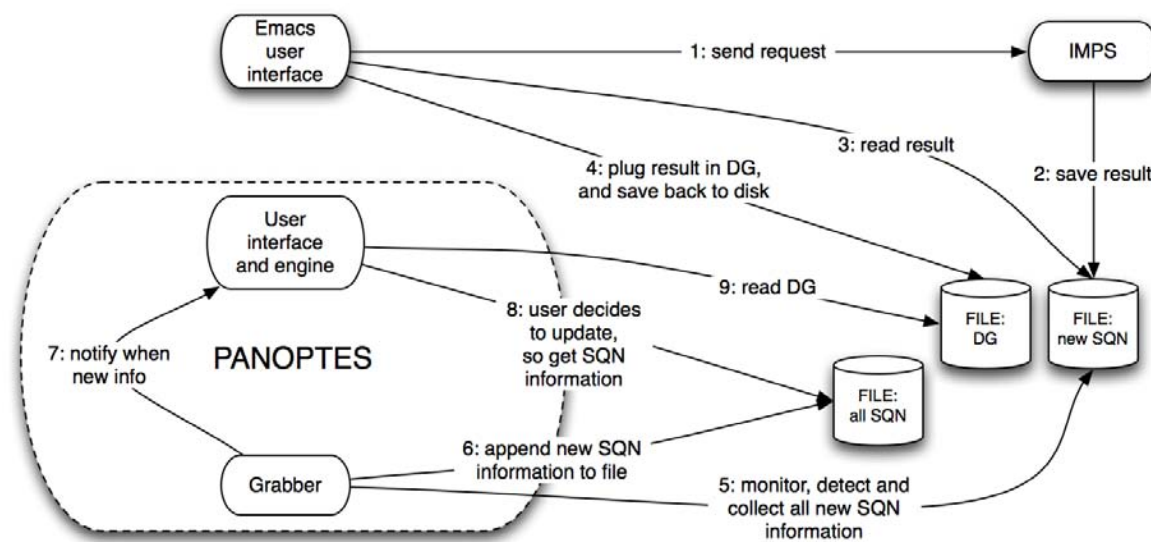 Emacs
user
interface
1: send request
IMPS
3: read result
2: save result
4: plug result in DG,
and save back to disk
User
interface
and engine
9: read DG
8: user decides
to update,
so get SQN
information
FILE:
DG
FILE:
new SQN
7: notify when
new info
PANOPTES
FILE:
all SQN
6: append new SQN
information to file
Grabber
5: monitor, detect and
collect all new SQN
information